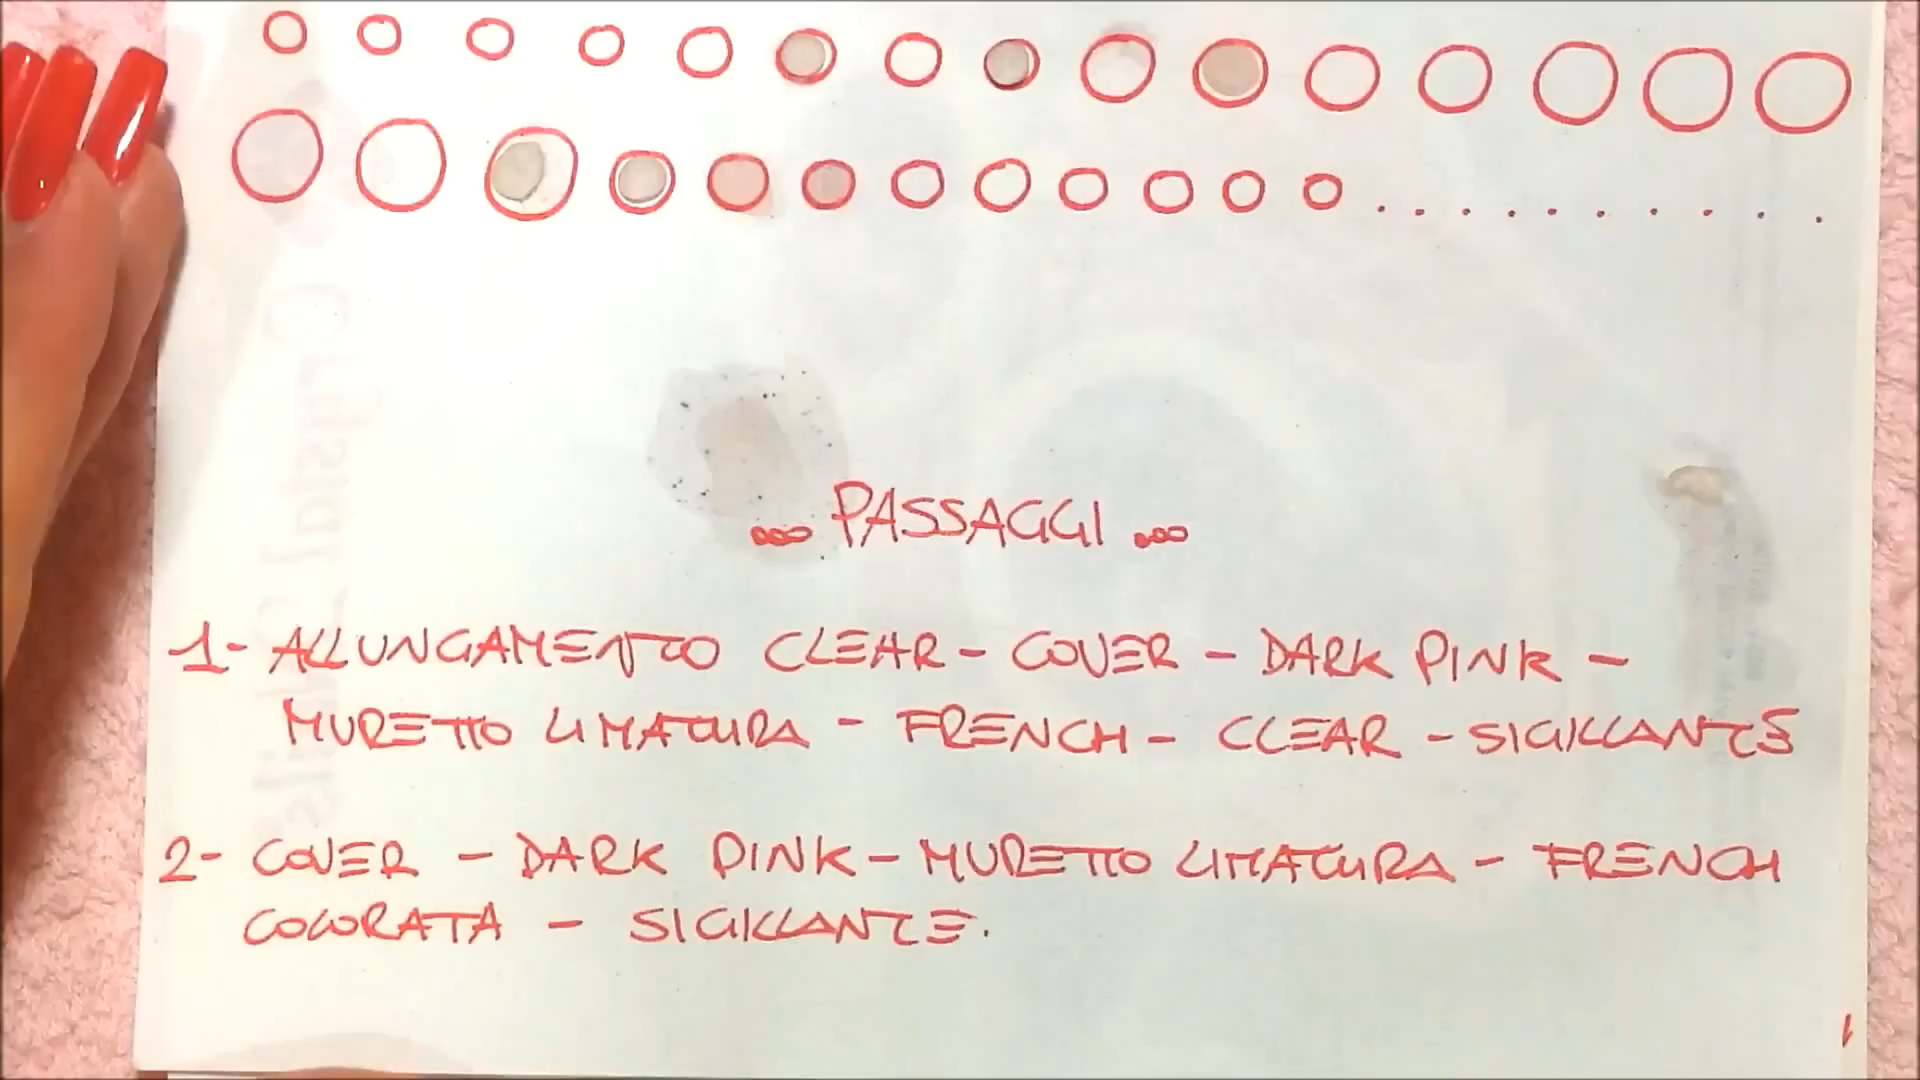 ... PASSAGGI ...
1- ALLUNGAMENTO CLEAR - COVER - DARK PINK -
MURETTO LIMATURA - FRENCH - CLEAR - SIGILLANTE
2- COVER - DARK PINK - MURETTO LIMATURA - FRENCH
COLORATA - SIGILLANTE.